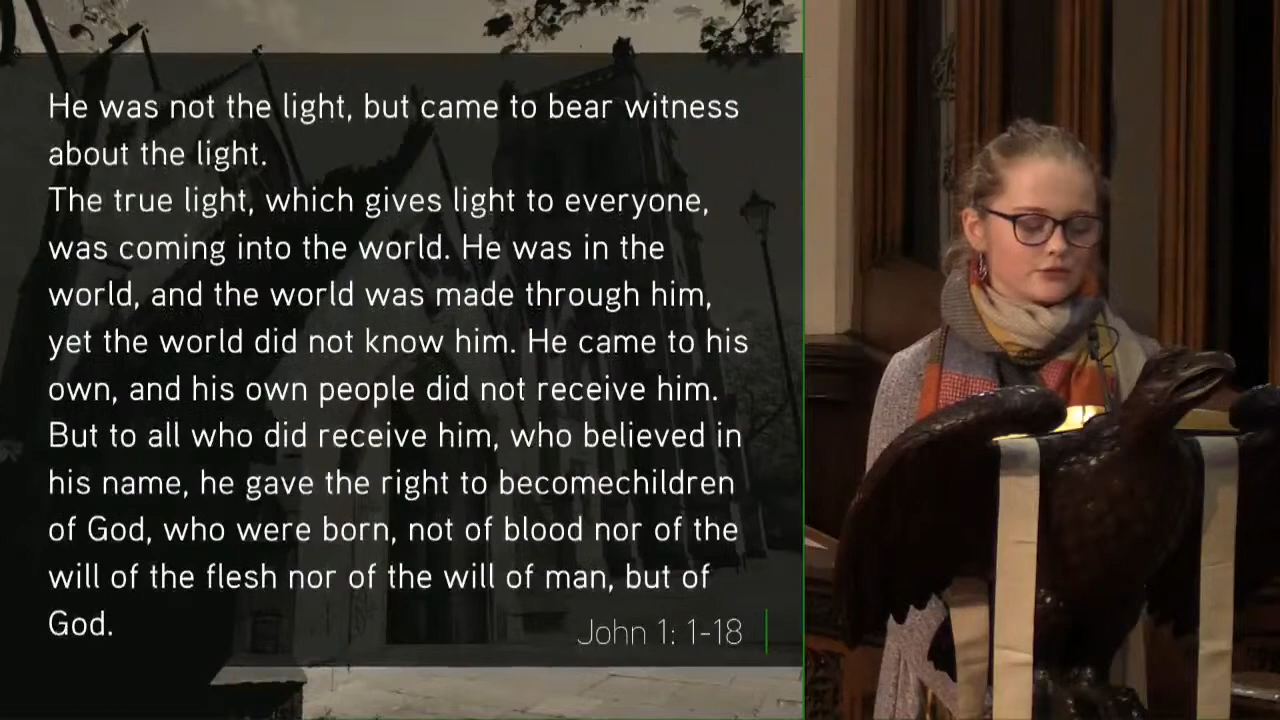 He was not the light, but came to bear witness
about the light.
The true light, which gives light to everyone,
was coming into the world. He was in the
world, and the world was made through him,
yet the world did not know him. He came to his
own, and his own people did not receive him.
But to all who did receive him, who believed in
his name, he gave the right to becomechildren
of God, who were born, not of blood nor of the
will of the flesh nor of the will of man, but of
God.
John 1: 1-18